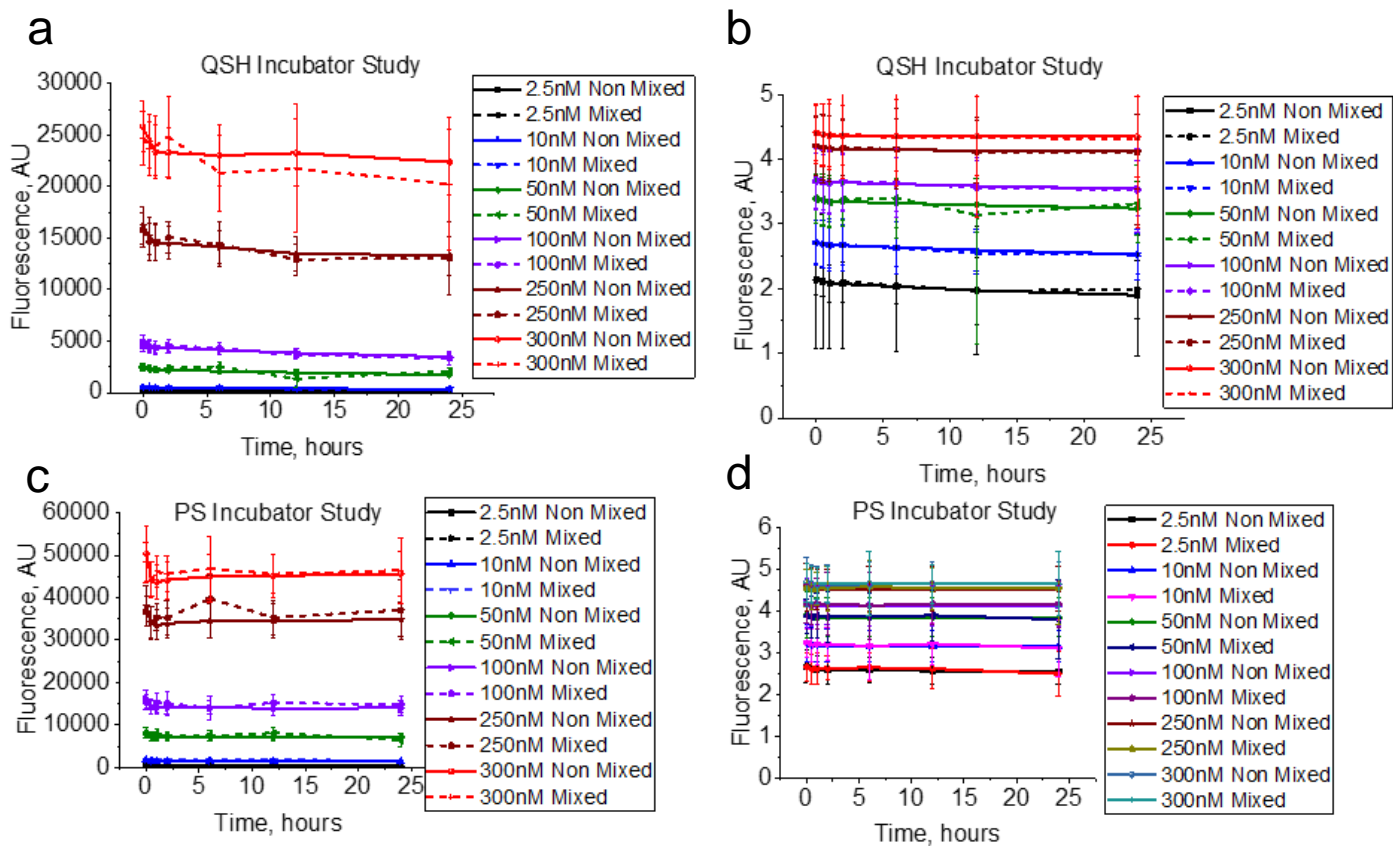 a
QSH Incubator Study
30000
25000
20000
15000
10000
5000
0
Fluorescence, AU
0
5
10
15
20
25
Time, hours
2.5nM Non Mixed
2.5nM Mixed
10nM Non Mixed
10nM Mixed
50nM Non Mixed
50nM Mixed
100nM Non Mixed
100nM Mixed
250nM Non Mixed
250nM Mixed
300nM Non Mixed
300nM Mixed
b
QSH Incubator Study
5
4
3
2
1
0
Fluorescence, AU
0
5
10
15
20
25
Time, hours
2.5nM Non Mixed
2.5nM Mixed
10nM Non Mixed
10nM Mixed
50nM Non Mixed
50nM Mixed
100nM Non Mixed
100nM Mixed
250nM Non Mixed
250nM Mixed
300nM Non Mixed
300nM Mixed
c
PS Incubator Study
60000
50000
40000
30000
20000
10000
0
Fluorescence, AU
0
5
10
15
20
25
Time, hours
2.5nM Non Mixed
2.5nM Mixed
10nM Non Mixed
10nM Mixed
50nM Non Mixed
50nM Mixed
100nM Non Mixed
100nM Mixed
250nM Non Mixed
250nM Mixed
300nM Non Mixed
300nM Mixed
d
PS Incubator Study
6
5
4
3
2
1
0
Fluorescence, AU
0
5
10
15
20
25
Time, hours
2.5nM Non Mixed
2.5nM Mixed
10nM Non Mixed
10nM Mixed
50nM Non Mixed
50nM Mixed
100nM Non Mixed
100nM Mixed
250nM Non Mixed
250nM Mixed
300nM Non Mixed
300nM Mixed